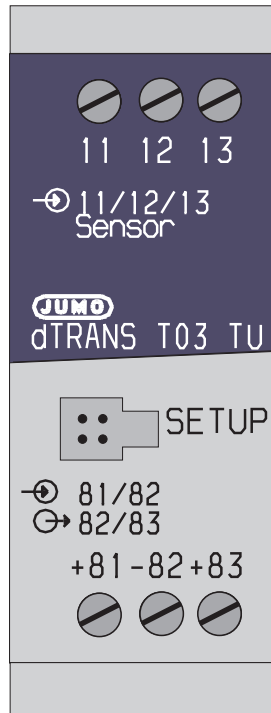 11 12 13
11/12/13
Sensor
JUMO
dTRANS T03 TU
SETUP
81/82
82/83
+81 -82 +83